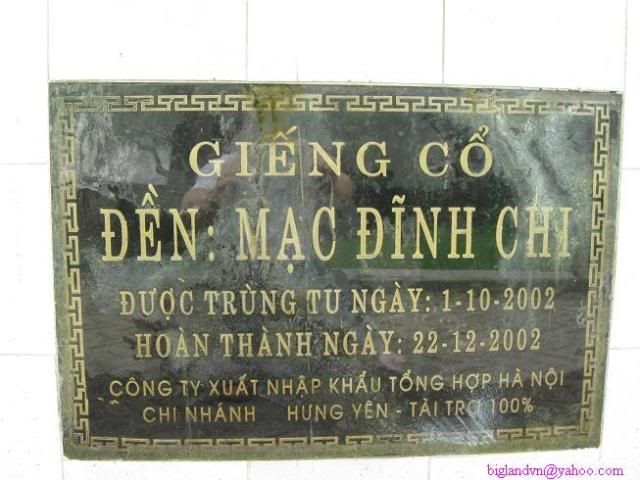 GIẾNG CỔ
ĐỀN: MẠC ĐĨNH CHI
ĐƯỢC TRÙNG TU NGÀY: 1-10-2002
HOÀN THÀNH NGÀY: 22-12-2002
CÔNG TY XUẤT NHẬP KHẨU TỔNG HỢP HÀ NỘI
CHI NHÁNH HƯNG YÊN - TÀI TRỢ 100%
biglandvn@yahoo.com